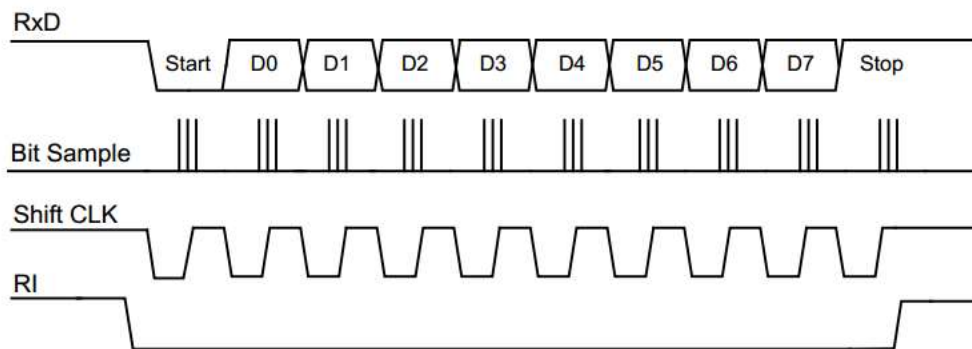 RxD
Start D0 D1 D2 D3 D4 D5 D6 D7 Stop
Bit Sample
Shift CLK
RI